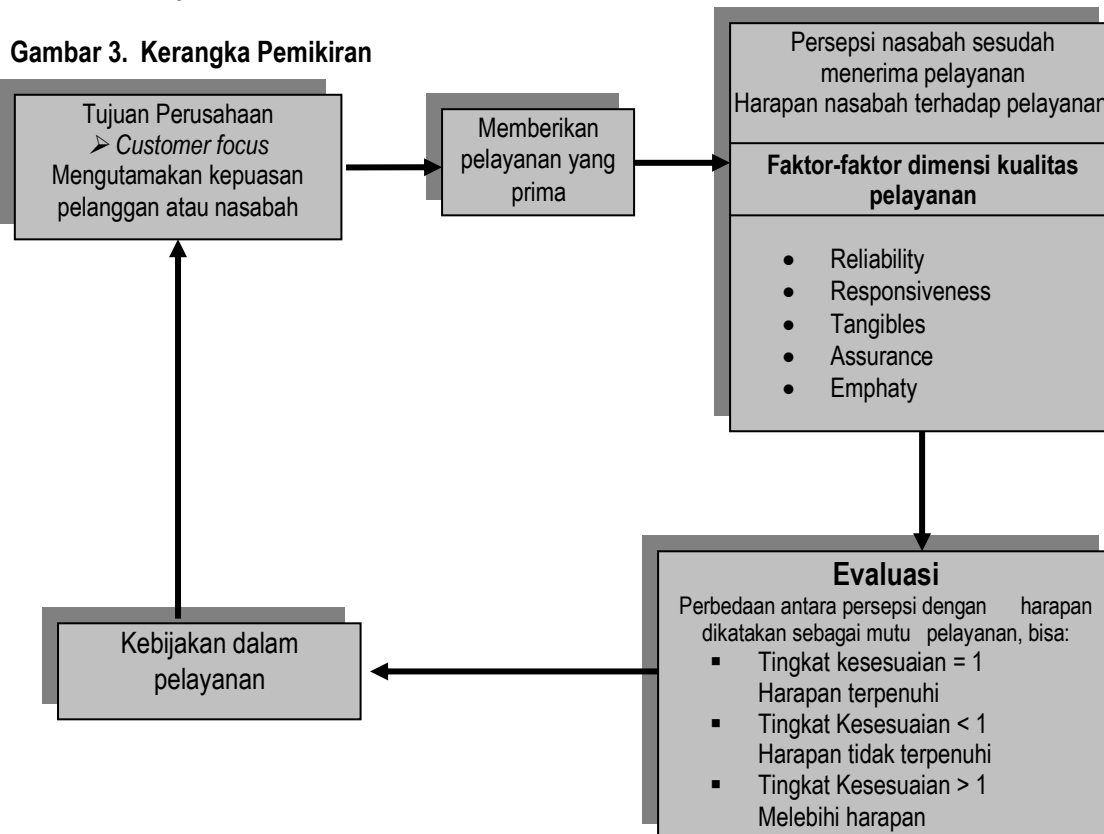 Gambar 3. Kerangka Pemikiran
Tujuan Perusahaan
➢ Customer focus
Mengutamakan kepuasan
pelanggan atau nasabah
Memberikan
pelayanan yang
prima
Persepsi nasabah sesudah
menerima pelayanan
Harapan nasabah terhadap pelayanan
Faktor-faktor dimensi kualitas
pelayanan
• Reliability
• Responsiveness
• Tangibles
• Assurance
• Emphaty
Evaluasi
Perbedaan antara persepsi dengan harapan
dikatakan sebagai mutu pelayanan, bisa:
▪ Tingkat kesesuaian = 1
Harapan terpenuhi
▪ Tingkat Kesesuaian < 1
Harapan tidak terpenuhi
▪ Tingkat Kesesuaian > 1
Melebihi harapan
Kebijakan dalam
pelayanan